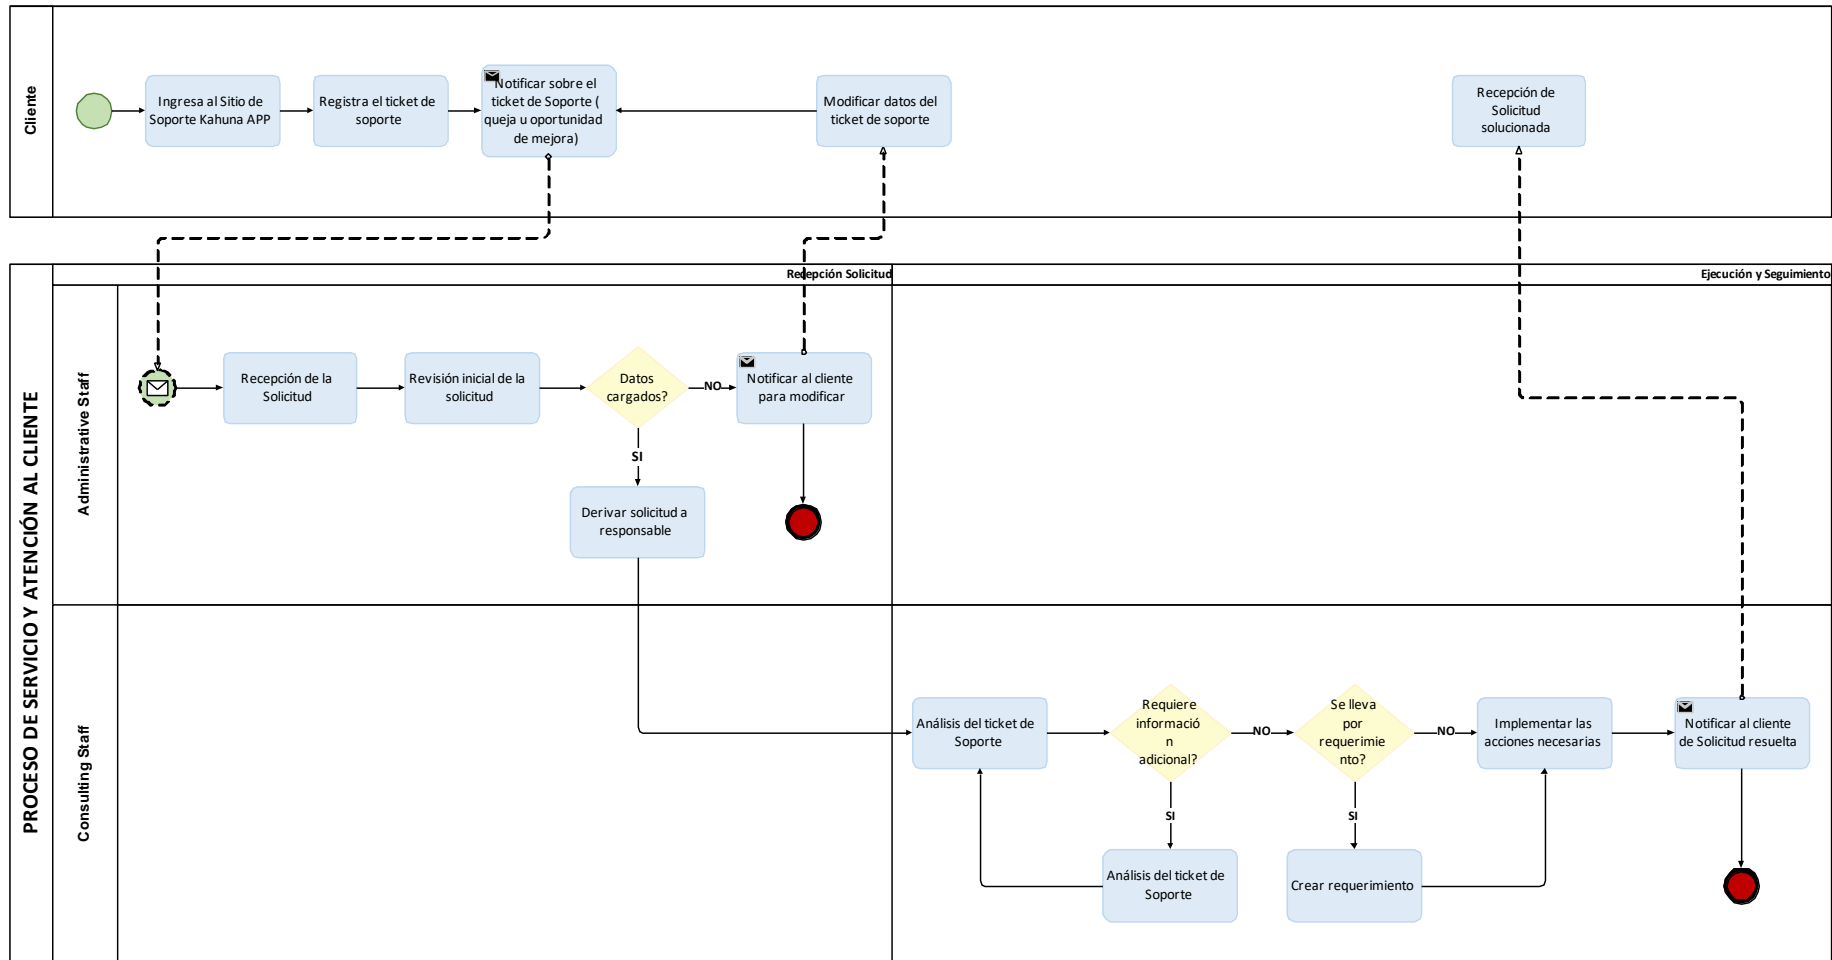 Cliente
Ingresa al Sitio de
Soporte Kahuna APP
Registra el ticket de
soporte
Notificar sobre el
ticket de Soporte (
queja u oportunidad
de mejora)
Modificar datos del
ticket de soporte
Recepción de
Solicitud
solucionada
PROCESO DE SERVICIO Y ATENCIÓN AL CLIENTE
Recepción Solicitud
Ejecución y Seguimiento
Administrative Staff
Recepción de la
Solicitud
Revisión inicial de la
solicitud
Datos
cargados?
NO
Notificar al cliente
para modificar
SI
Derivar solicitud a
responsable
Consulting Staff
Análisis del ticket de
Soporte
Requiere
informació
n
adicional?
NO
Se lleva
por
requerimie
nto?
NO
Implementar las
acciones necesarias
Notificar al cliente
de Solicitud resuelta
SI
SI
Análisis del ticket de
Soporte
Crear requerimiento